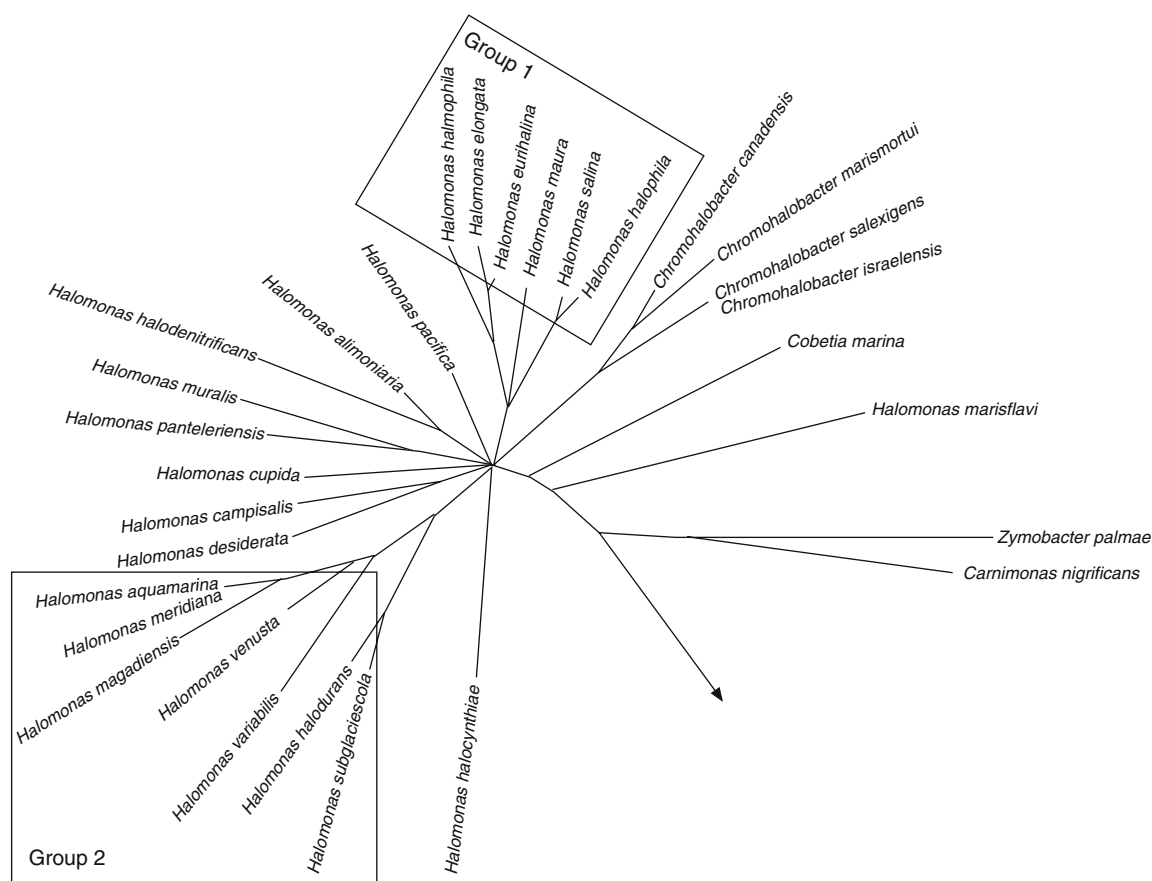 Group 1
Halomonas halmophila
Halomonas elongata
Halomonas eurihalina
Halomonas maura
Halomonas salina
Halomonas halophila
Chromohalobacter canadensis
Chromohalobacter marismortui
Chromohalobacter salexigens
Chromohalobacter israelensis
Cobetia marina
Halomonas marisflavi
Zymobacter palmae
Carnimonas nigrificans
Halomonas pacifica
Halomonas alimoniaria
Halomonas halodenitrificans
Halomonas muralis
Halomonas panteleriensis
Halomonas cupida
Halomonas campisalis
Halomonas desiderata
Halomonas aquamarina
Halomonas meridiana
Halomonas magadiensis
Halomonas venusta
Halomonas variabilis
Halomonas halodurans
Halomonas subglaciescola
Halomonas halocynthiae
Group 2